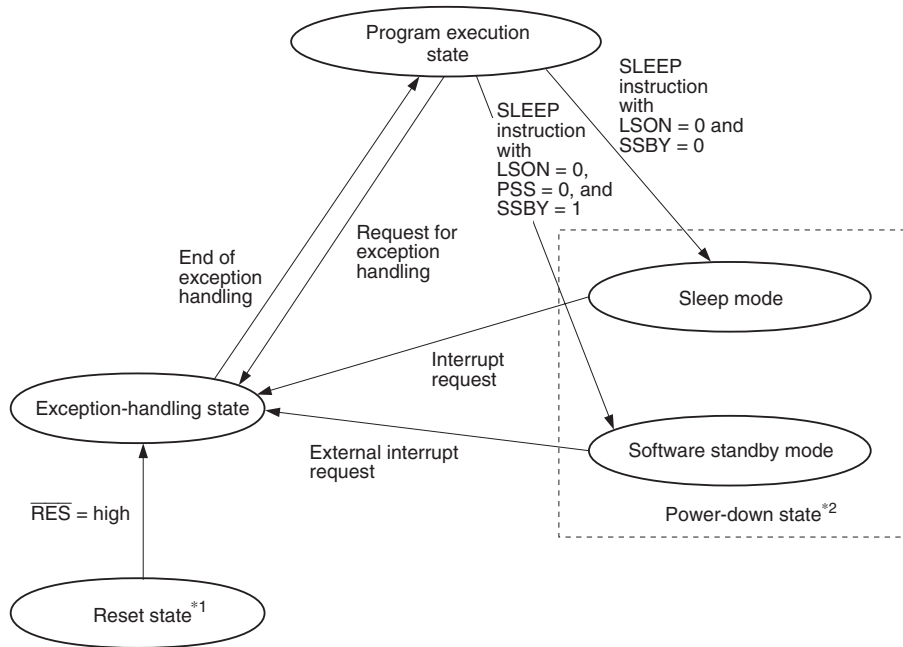 Program execution
state
SLEEP
instruction
with
LSON = 0 and
SSBY = 0
SLEEP
instruction
with
LSON = 0,
PSS = 0, and
SSBY = 1
End of
exception
handling
Request for
exception
handling
Sleep mode
Interrupt
request
Exception-handling state
External interrupt
request
Software standby mode
Power-down state*2
RES = high
Reset state*1